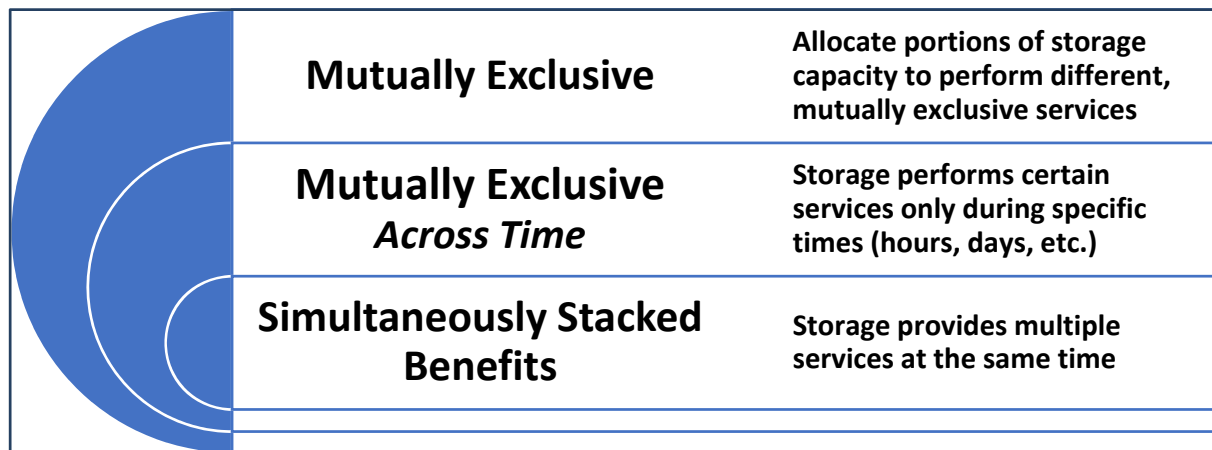 Mutually Exclusive
Allocate portions of storage
capacity to perform different,
mutually exclusive services
Mutually Exclusive
Across Time
Storage performs certain
services only during specific
times (hours, days, etc.)
Simultaneously Stacked
Benefits
Storage provides multiple
services at the same time